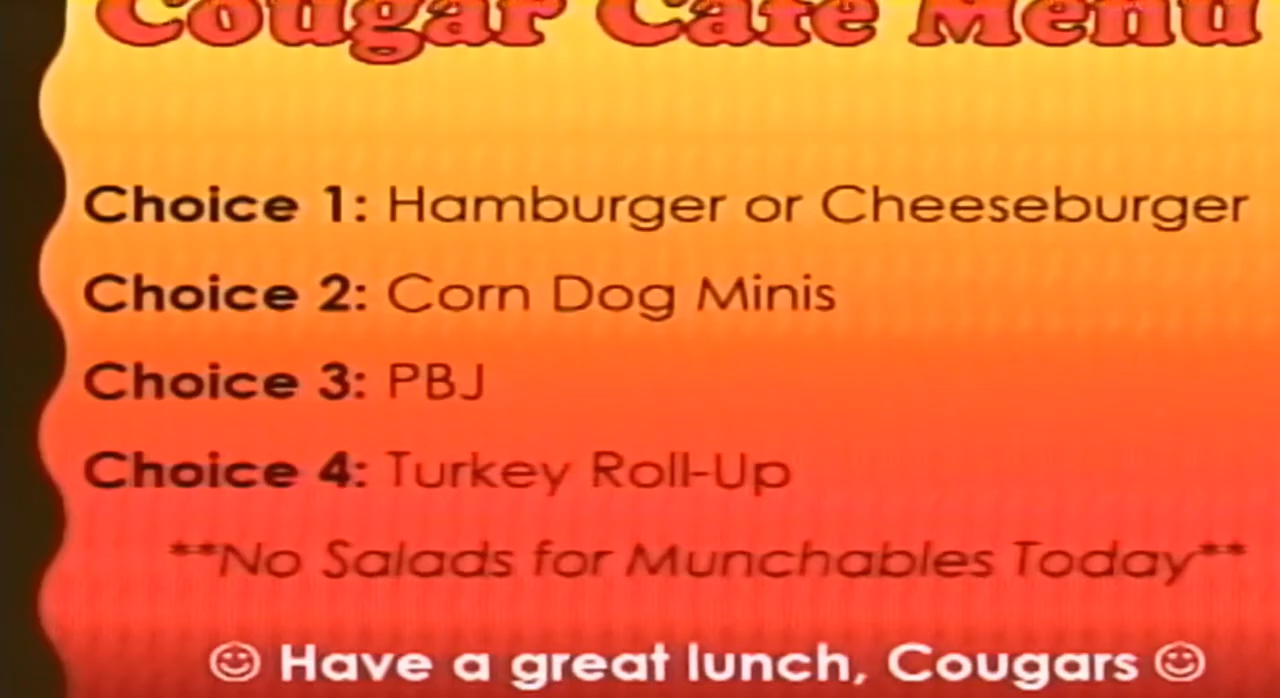 Cougar Cafe Menu
Choice 1: Hamburger or Cheeseburger
Choice 2: Corn Dog Minis
Choice 3: PBJ
Choice 4: Turkey Roll-Up
**No Salads for Munchables Today**
☺ Have a great lunch, Cougars ☺